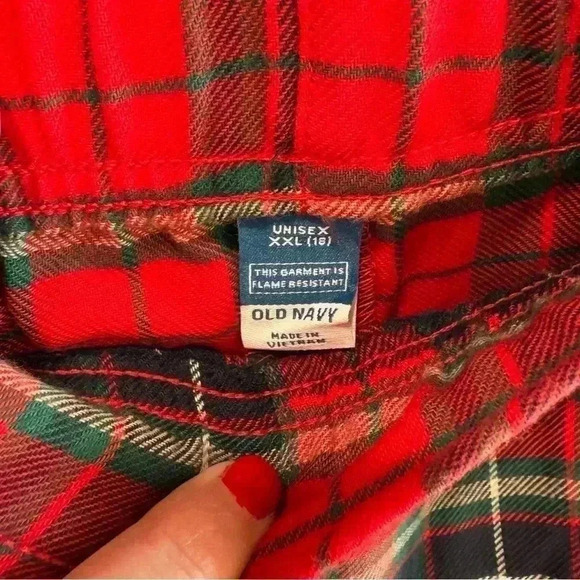 UNISEX
XXL (18)
THIS GARMENT IS
FLAME RESISTANT
OLD NAVY
MADE IN
VIETNAM